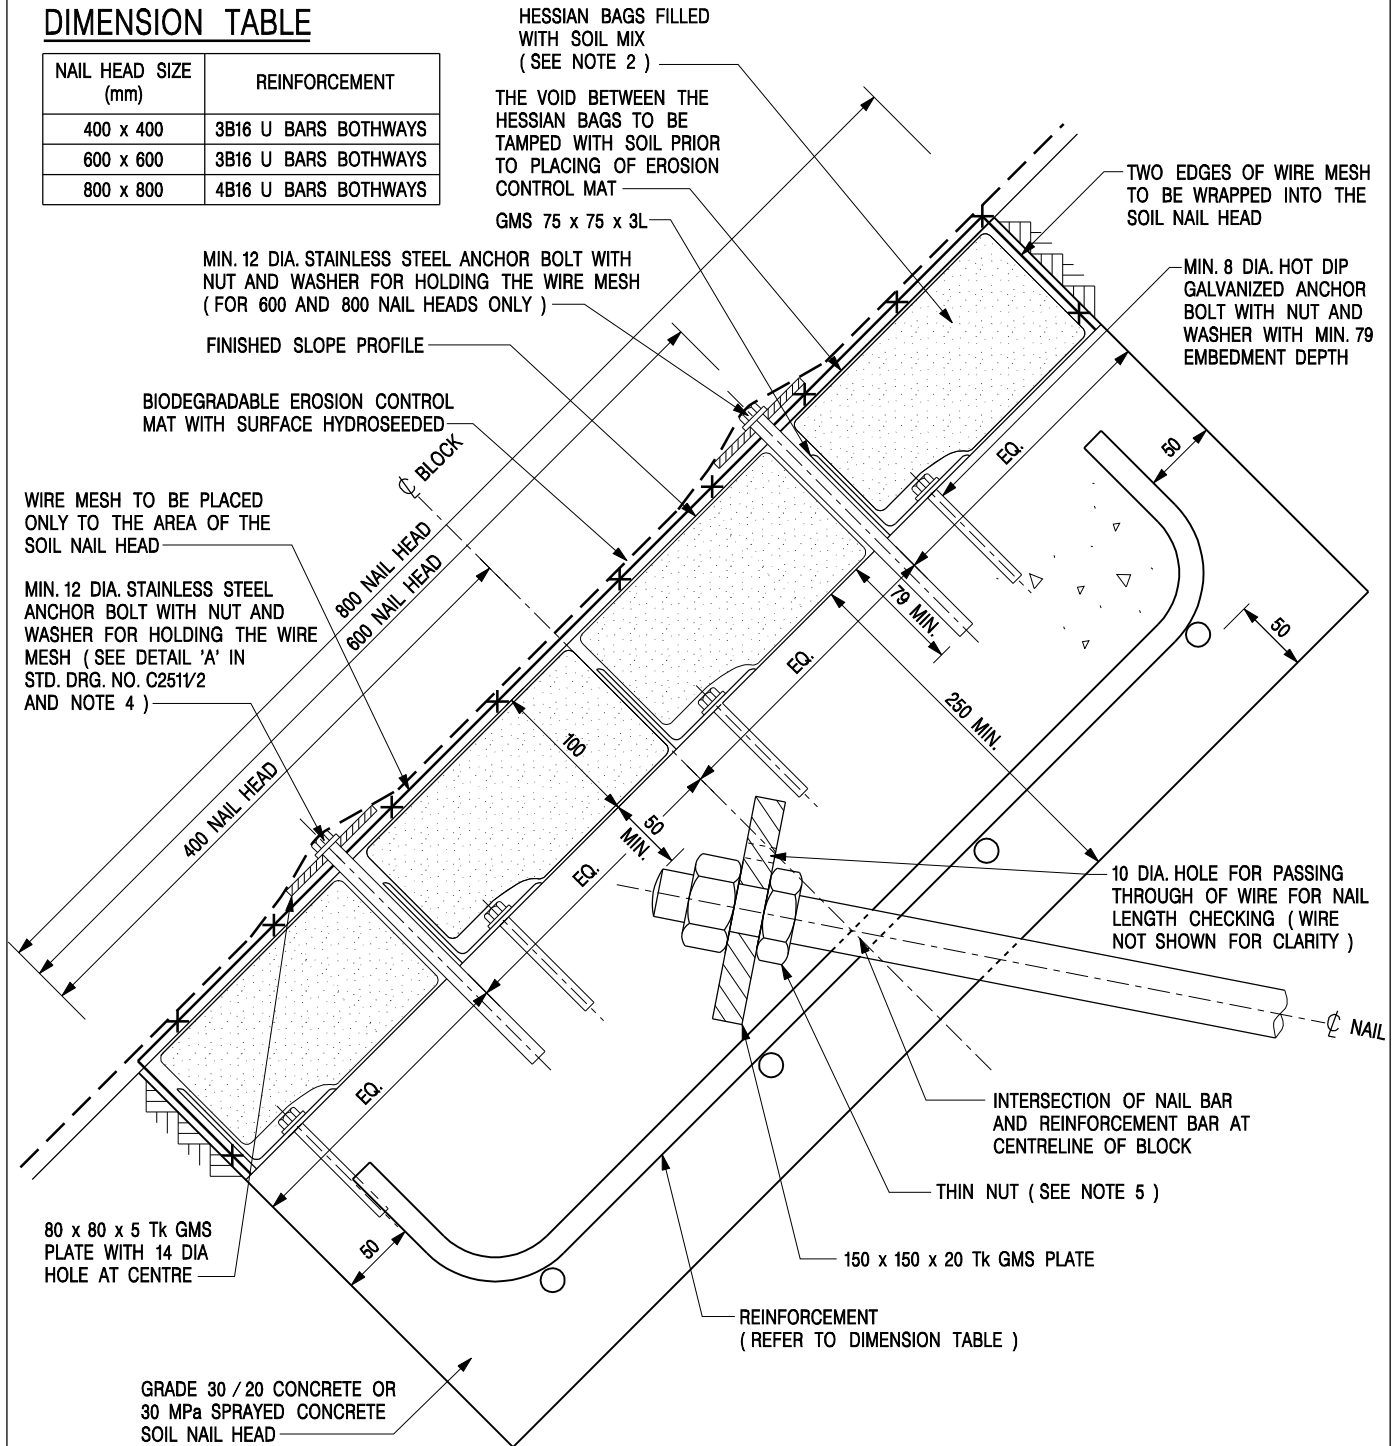 DIMENSION TABLE
NAIL HEAD SIZE
(mm)
REINFORCEMENT
400 x 400
3B16 U BARS BOTHWAYS
600 x 600
3B16 U BARS BOTHWAYS
800 x 800
4B16 U BARS BOTHWAYS
HESSIAN BAGS FILLED
WITH SOIL MIX
( SEE NOTE 2 )
THE VOID BETWEEN THE
HESSIAN BAGS TO BE
TAMPED WITH SOIL PRIOR
TO PLACING OF EROSION
CONTROL MAT
GMS 75 x 75 x 3L
MIN. 12 DIA. STAINLESS STEEL ANCHOR BOLT WITH
NUT AND WASHER FOR HOLDING THE WIRE MESH
( FOR 600 AND 800 NAIL HEADS ONLY )
FINISHED SLOPE PROFILE
BIODEGRADABLE EROSION CONTROL
MAT WITH SURFACE HYDROSEEDED
℄ BLOCK
WIRE MESH TO BE PLACED
ONLY TO THE AREA OF THE
SOIL NAIL HEAD
MIN. 12 DIA. STAINLESS STEEL
ANCHOR BOLT WITH NUT AND
WASHER FOR HOLDING THE WIRE
MESH ( SEE DETAIL 'A' IN
STD. DRG. NO. C2511/2
AND NOTE 4 )
800 NAIL HEAD
600 NAIL HEAD
400 NAIL HEAD
TWO EDGES OF WIRE MESH
TO BE WRAPPED INTO THE
SOIL NAIL HEAD
MIN. 8 DIA. HOT DIP
GALVANIZED ANCHOR
BOLT WITH NUT AND
WASHER WITH MIN. 79
EMBEDMENT DEPTH
EQ.
50
79 MIN.
EQ.
50
250 MIN.
100
50
MIN.
EQ.
10 DIA. HOLE FOR PASSING
THROUGH OF WIRE FOR NAIL
LENGTH CHECKING ( WIRE
NOT SHOWN FOR CLARITY )
℄ NAIL
EQ.
INTERSECTION OF NAIL BAR
AND REINFORCEMENT BAR AT
CENTRELINE OF BLOCK
THIN NUT ( SEE NOTE 5 )
80 x 80 x 5 Tk GMS
PLATE WITH 14 DIA
HOLE AT CENTRE
50
150 x 150 x 20 Tk GMS PLATE
REINFORCEMENT
( REFER TO DIMENSION TABLE )
GRADE 30 / 20 CONCRETE OR
30 MPa SPRAYED CONCRETE
SOIL NAIL HEAD